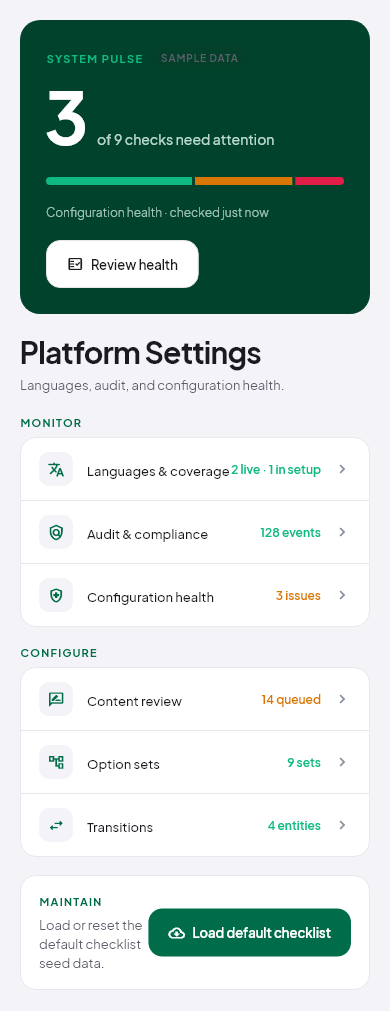 SYSTEM PULSE SAMPLE DATA
3 of 9 checks need attention
Configuration health · checked just now
Review health
Platform Settings
Languages, audit, and configuration health.
MONITOR
Languages & coverage 2 live · 1 in setup
Audit & compliance 128 events
Configuration health 3 issues
CONFIGURE
Content review 14 queued
Option sets 9 sets
Transitions 4 entities
MAINTAIN
Load or reset the
default checklist
seed data.
Load default checklist